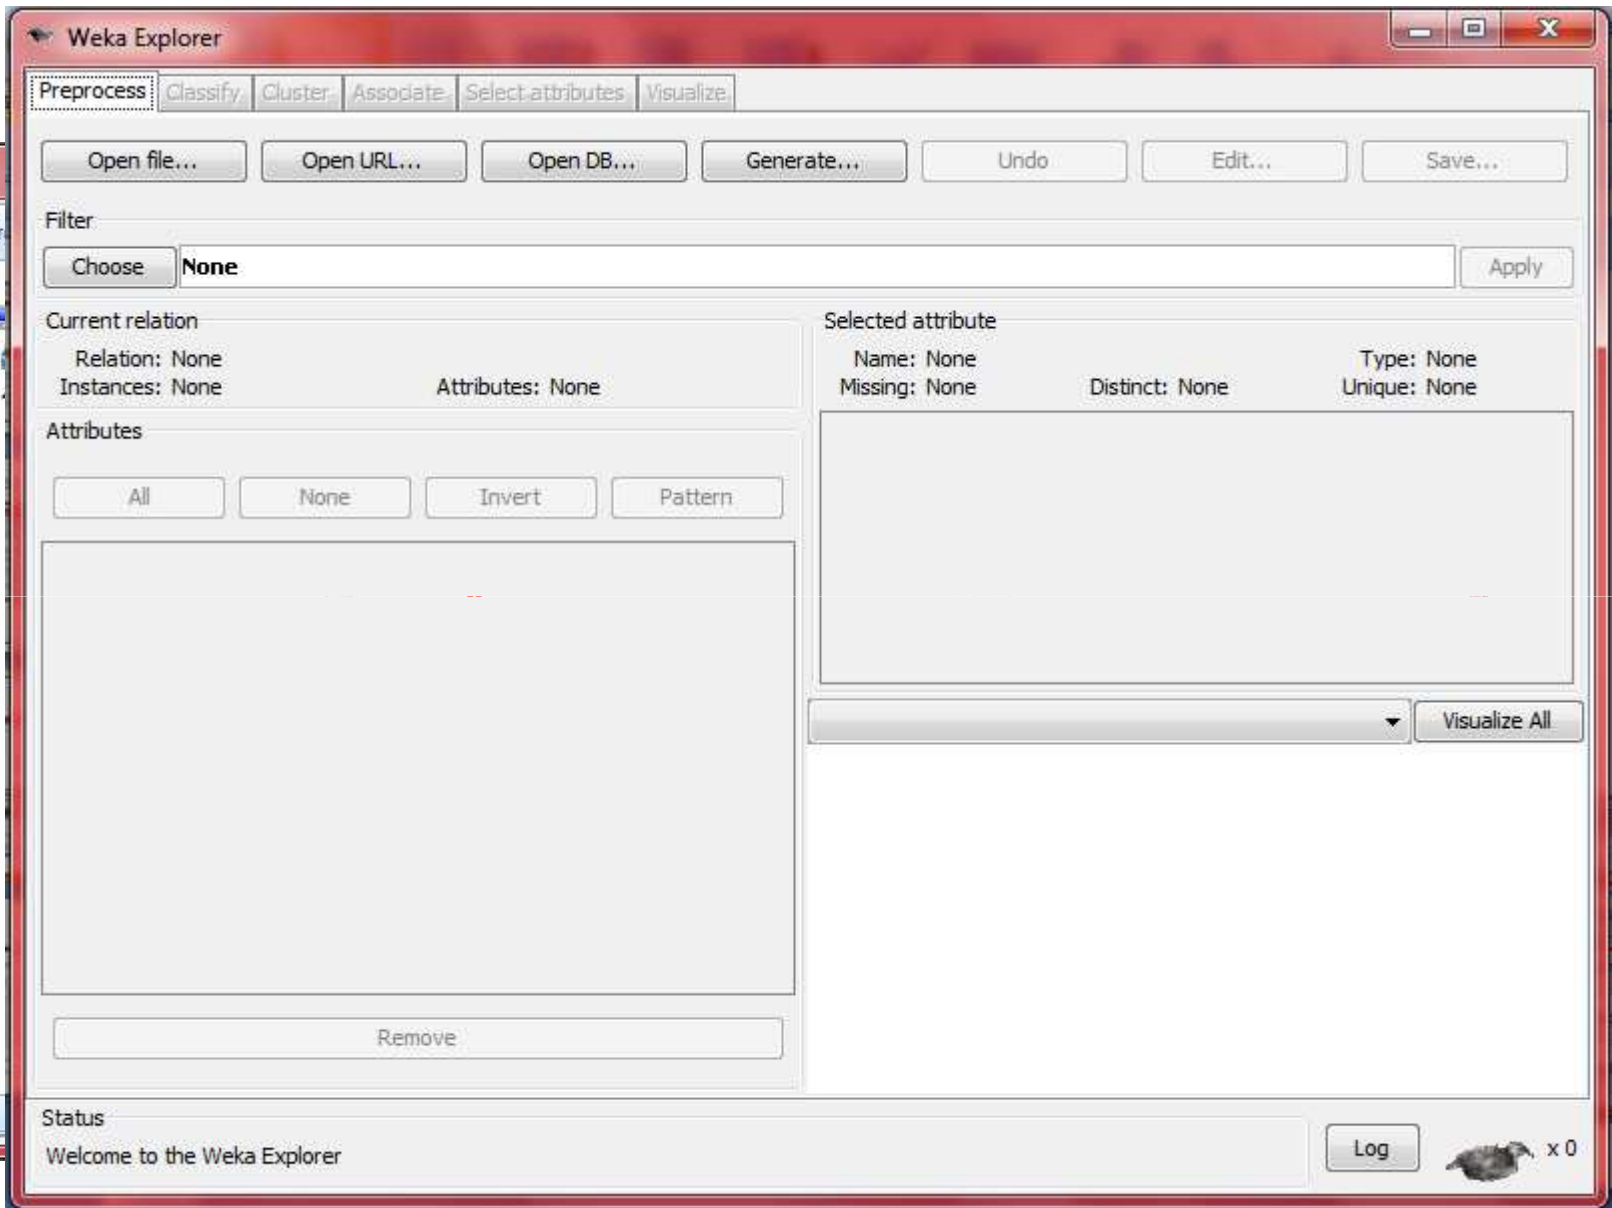 Weka Explorer
Preprocess Classify Cluster Associate Select attributes Visualize
Open file... Open URL... Open DB... Generate... Undo Edit... Save...
Filter
Choose None Apply
Current relation
Relation: None
Instances: None Attributes: None
Selected attribute
Name: None Type: None
Missing: None Distinct: None Unique: None
Attributes
All None Invert Pattern
Visualize All
Remove
Status
Welcome to the Weka Explorer
Log x 0